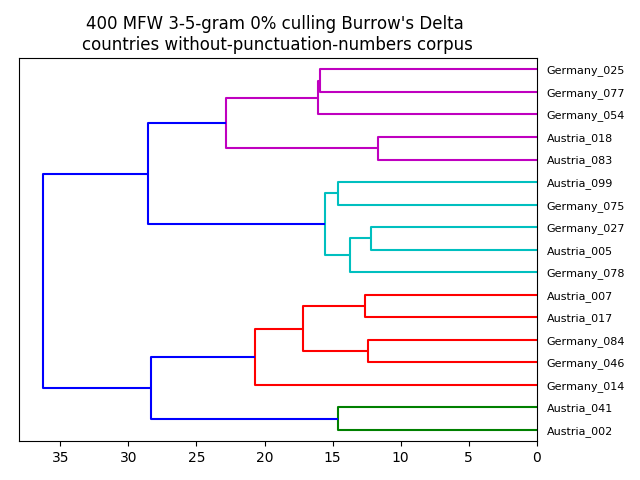 400 MFW 3-5-gram 0% culling Burrow's Delta
countries without-punctuation-numbers corpus
Germany_025
Germany_077
Germany_054
Austria_018
Austria_083
Austria_099
Germany_075
Germany_027
Austria_005
Germany_078
Austria_007
Austria_017
Germany_084
Germany_046
Germany_014
Austria_041
Austria_002
35 30 25 20 15 10 5 0